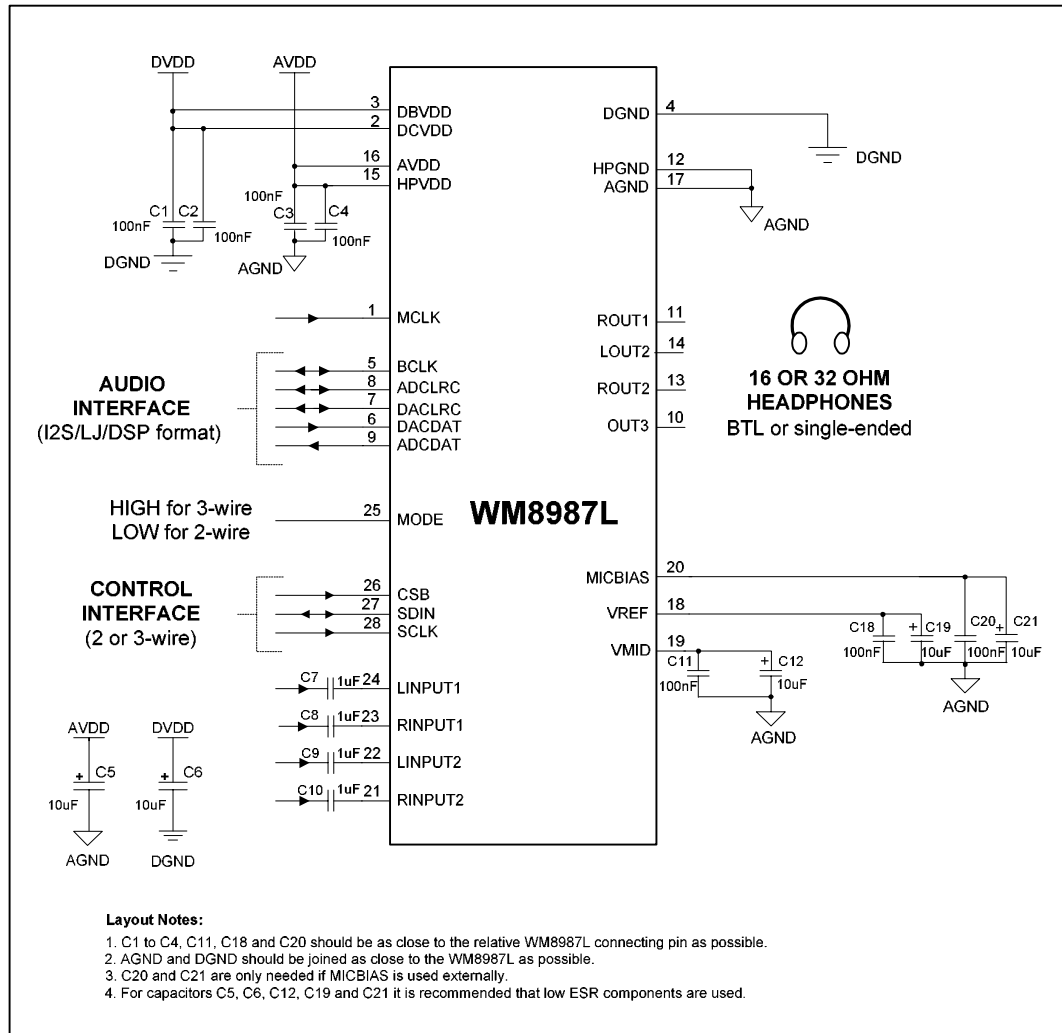 DVDD
AVDD
3 DBVDD
2 DCVDD
16 AVDD
15 HPVDD
100nF
C1 C2
100nF
100nF
C3 C4
100nF
DGND
AGND
4 DGND
DGND
12 HPGND
17 AGND
AGND
1 MCLK
AUDIO
INTERFACE
(I2S/LJ/DSP format)
5 BCLK
8 ADCLRC
7 DACLRC
6 DACDAT
9 ADCDAT
ROUT1 11
LOUT2 14
ROUT2 13
OUT3 10
16 OR 32 OHM
HEADPHONES
BTL or single-ended
HIGH for 3-wire
LOW for 2-wire
25 MODE
WM8987L
CONTROL
INTERFACE
(2 or 3-wire)
26 CSB
27 SDIN
28 SCLK
MICBIAS 20
VREF 18
VMID 19
C11
100nF
+ C12
10uF
AGND
C18
100nF
+ C19
10uF
C20
100nF
+ C21
10uF
AGND
C7 1uF 24 LINPUT1
C8 1uF 23 RINPUT1
C9 1uF 22 LINPUT2
C10 1uF 21 RINPUT2
AVDD
+ C5
10uF
AGND
DVDD
+ C6
10uF
DGND
Layout Notes:
1. C1 to C4, C11, C18 and C20 should be as close to the relative WM8987L connecting pin as possible.
2. AGND and DGND should be joined as close to the WM8987L as possible.
3. C20 and C21 are only needed if MICBIAS is used externally.
4. For capacitors C5, C6, C12, C19 and C21 it is recommended that low ESR components are used.